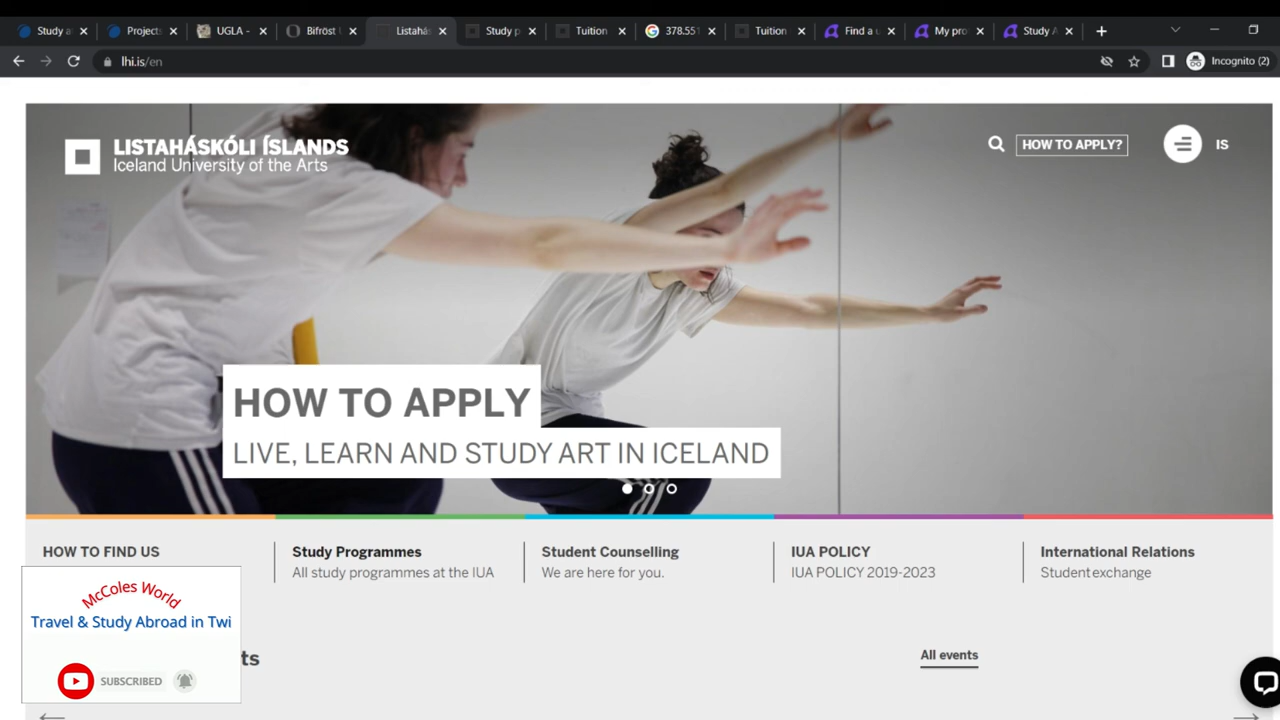 Study a
Projects
UGLA -
Bifröst U
Listahás
Study p
Tuition
378.551
Tuition
Find a u
My pro
Study A
lhi.is/en
Incognito (2)
LISTAHÁSKÓLI ÍSLANDS
Iceland University of the Arts
HOW TO APPLY?
IS
HOW TO APPLY
LIVE, LEARN AND STUDY ART IN ICELAND
HOW TO FIND US
Study Programmes
All study programmes at the IUA
Student Counselling
We are here for you.
IUA POLICY
IUA POLICY 2019-2023
International Relations
Student exchange
McColes World
Travel & Study Abroad in Twi
SUBSCRIBED
ts
All events